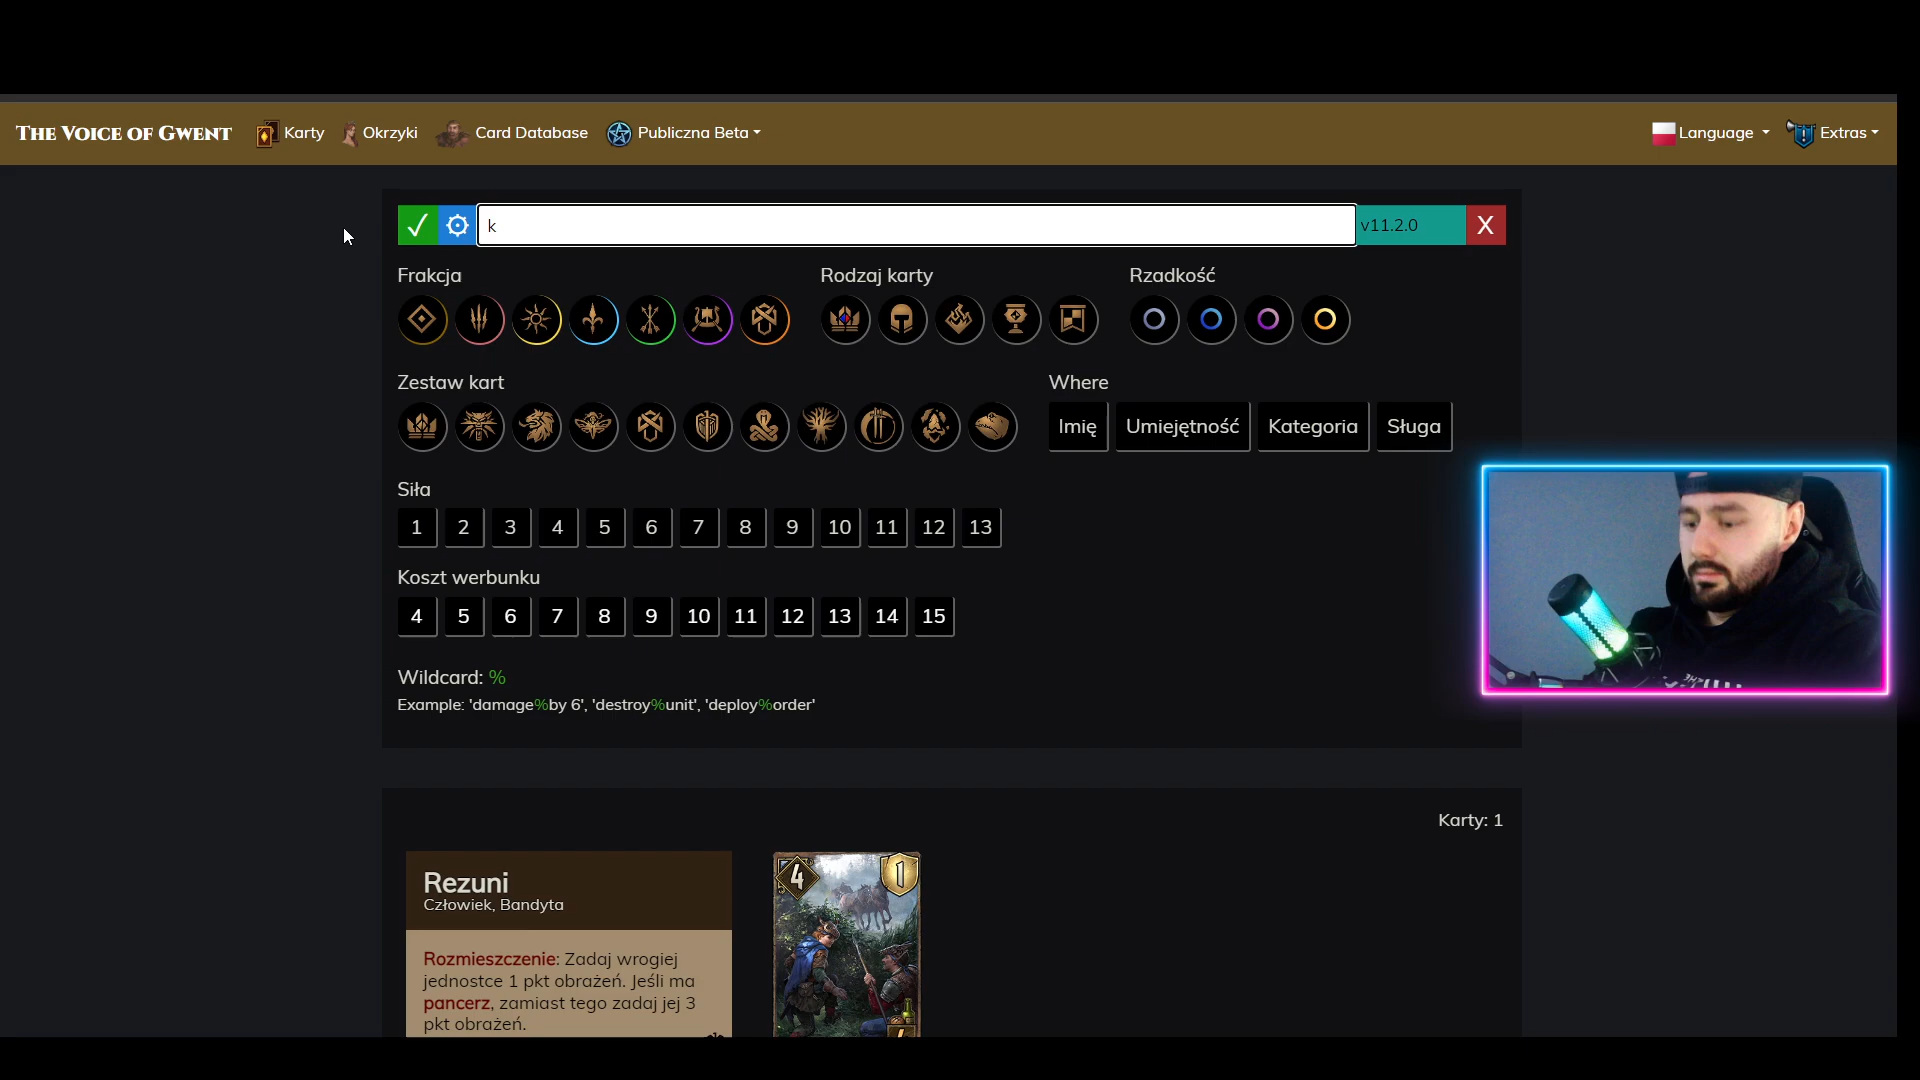 THE VOICE OF GWENT Karty Okrzyki Card Database Publiczna Beta Language Extras
k v11.2.0 X
Frakcja Rodzaj karty Rzadkość
Zestaw kart Where
Imię Umiejętność Kategoria Sługa
Siła
1 2 3 4 5 6 7 8 9 10 11 12 13
Koszt werbunku
4 5 6 7 8 9 10 11 12 13 14 15
Wildcard: %
Example: 'damage%by 6', 'destroy%unit', 'deploy%order'
Karty: 1
Rezuni
Człowiek, Bandyta
4 1
Rozmieszczenie: Zadaj wrogiej
jednostce 1 pkt obrażeń. Jeśli ma
pancerz, zamiast tego zadaj jej 3
pkt obrażeń.